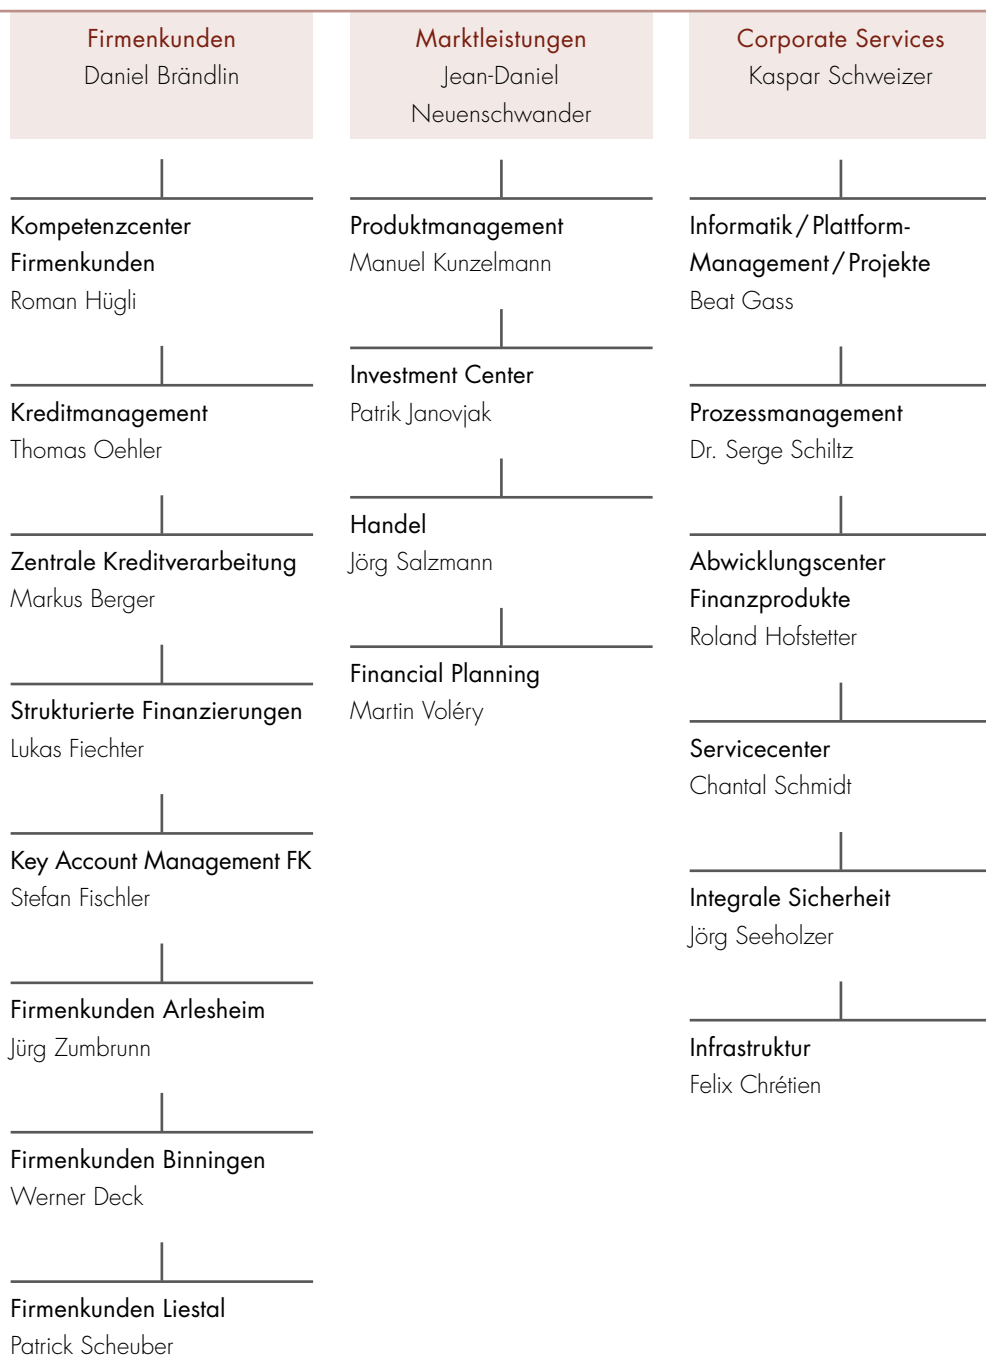 Firmenkunden
Daniel Brändlin
Kompetenzcenter
Firmenkunden
Roman Hügli
Kreditmanagement
Thomas Oehler
Zentrale Kreditverarbeitung
Markus Berger
Strukturierte Finanzierungen
Lukas Fiechter
Key Account Management FK
Stefan Fischler
Firmenkunden Arlesheim
Jürg Zumbrunn
Firmenkunden Binningen
Werner Deck
Firmenkunden Liestal
Patrick Scheuber
Marktleistungen
Jean-Daniel
Neuenschwander
Produktmanagement
Manuel Kunzelmann
Investment Center
Patrik Janovjak
Handel
Jörg Salzmann
Financial Planning
Martin Voléry
Corporate Services
Kaspar Schweizer
Informatik / Plattform-
Management / Projekte
Beat Gass
Prozessmanagement
Dr. Serge Schiltz
Abwicklungscenter
Finanzprodukte
Roland Hofstetter
Servicecenter
Chantal Schmidt
Integrale Sicherheit
Jörg Seeholzer
Infrastruktur
Felix Chrétien